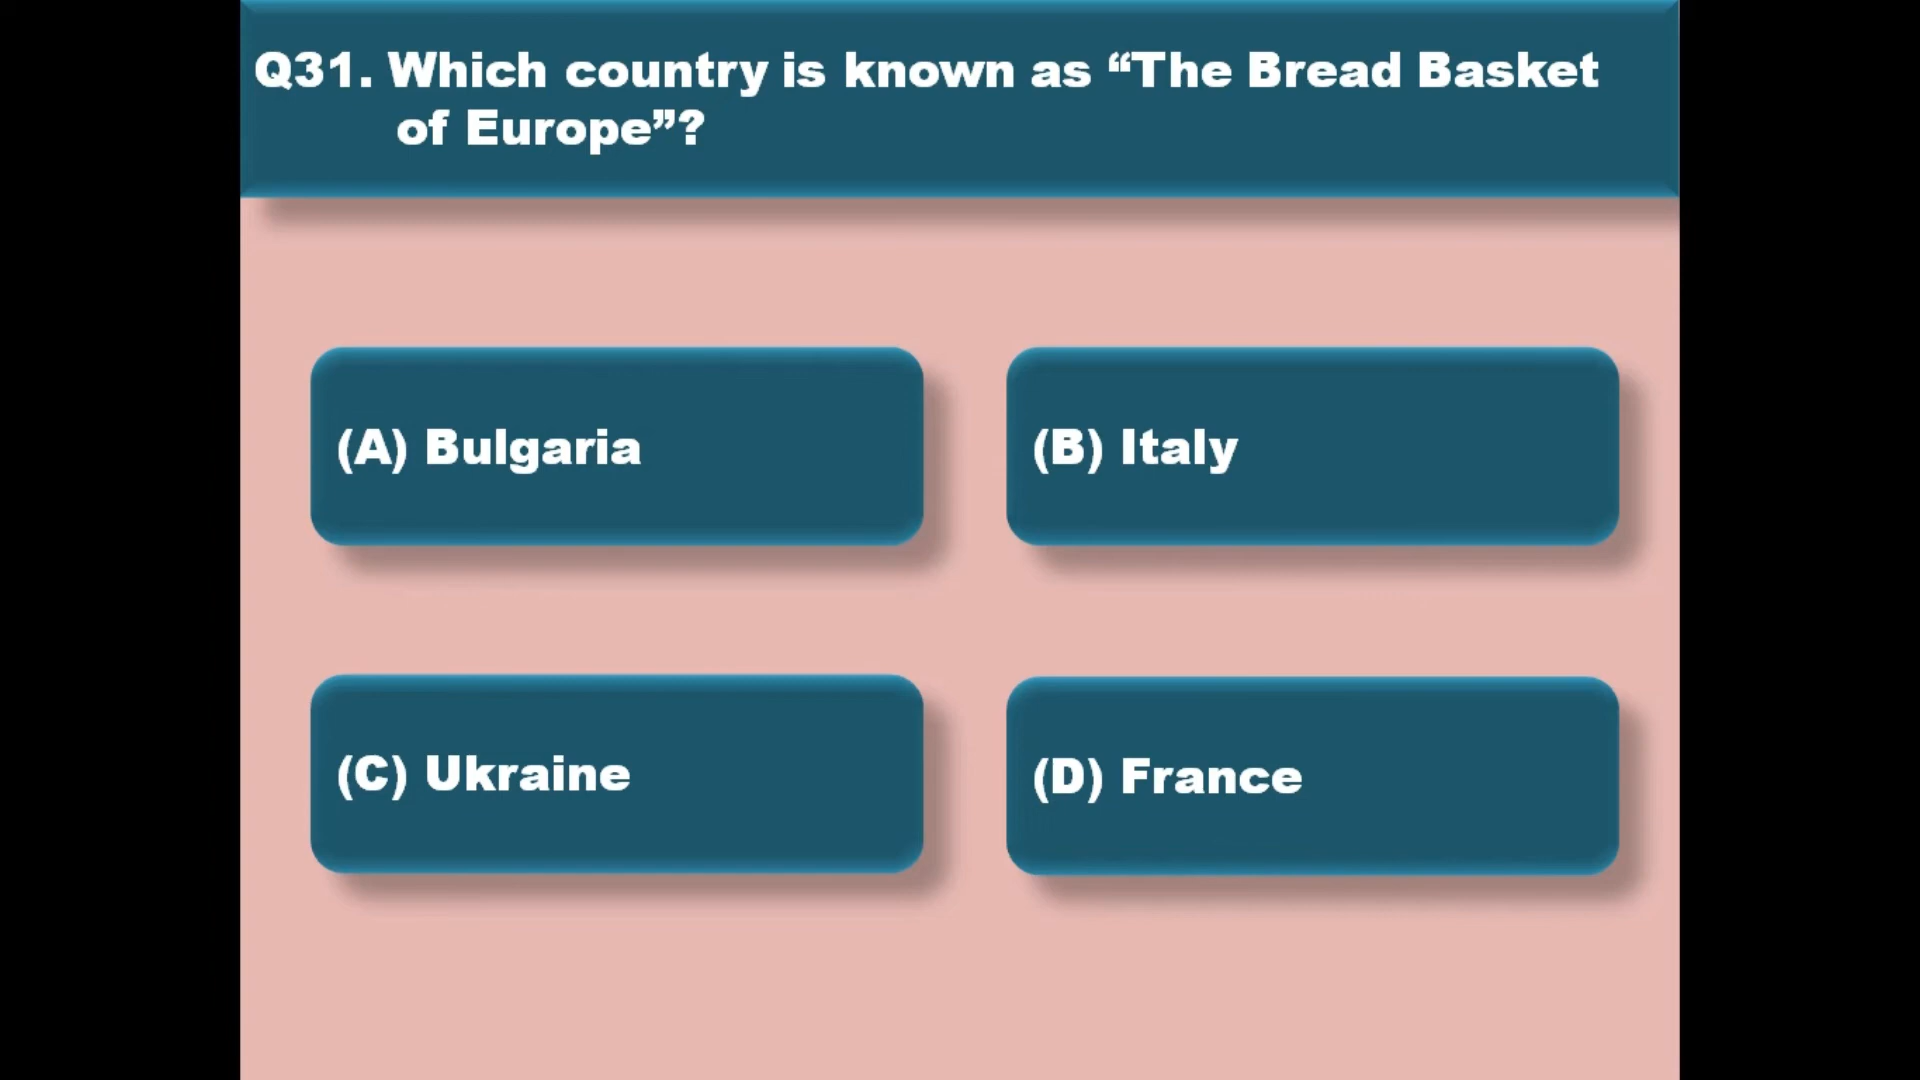 Q31. Which country is known as “The Bread Basket
of Europe”?
(A) Bulgaria
(B) Italy
(C) Ukraine
(D) France